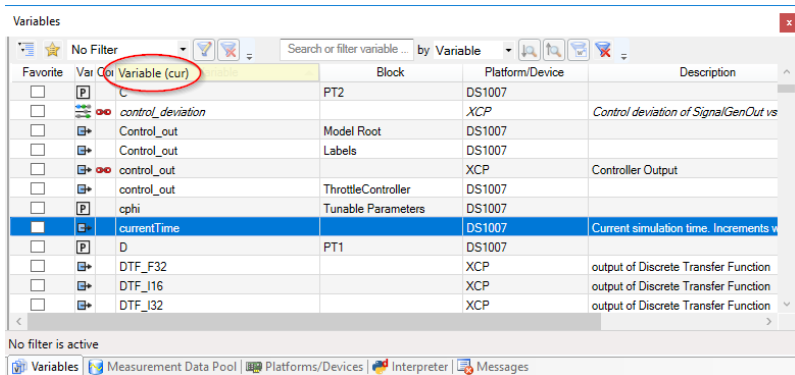 Variables
x
No Filter Search or filter variable ... by Variable
Favorite Var Con Variable (cur) Block Platform/Device Description
P C PT2 DS1007
control_deviation XCP Control deviation of SignalGenOut vs
Control_out Model Root DS1007
Control_out Labels DS1007
control_out XCP Controller Output
control_out ThrottleController DS1007
P cphi Tunable Parameters DS1007
currentTime DS1007 Current simulation time. Increments w
P D PT1 DS1007
DTF_F32 XCP output of Discrete Transfer Function
DTF_I16 XCP output of Discrete Transfer Function
DTF_I32 XCP output of Discrete Transfer Function
No filter is active
Variables Measurement Data Pool Platforms/Devices Interpreter Messages